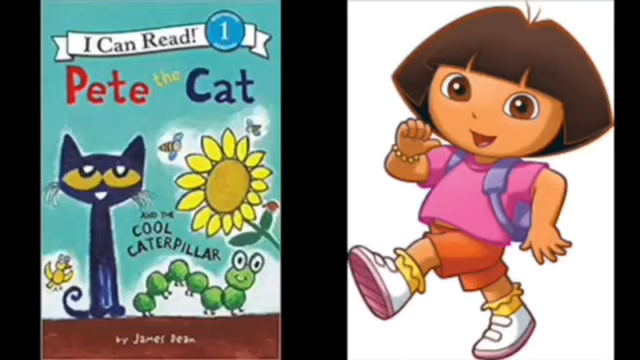 I Can Read!
1
Pete the Cat
AND THE
COOL
CATERPILLAR
by James Dean